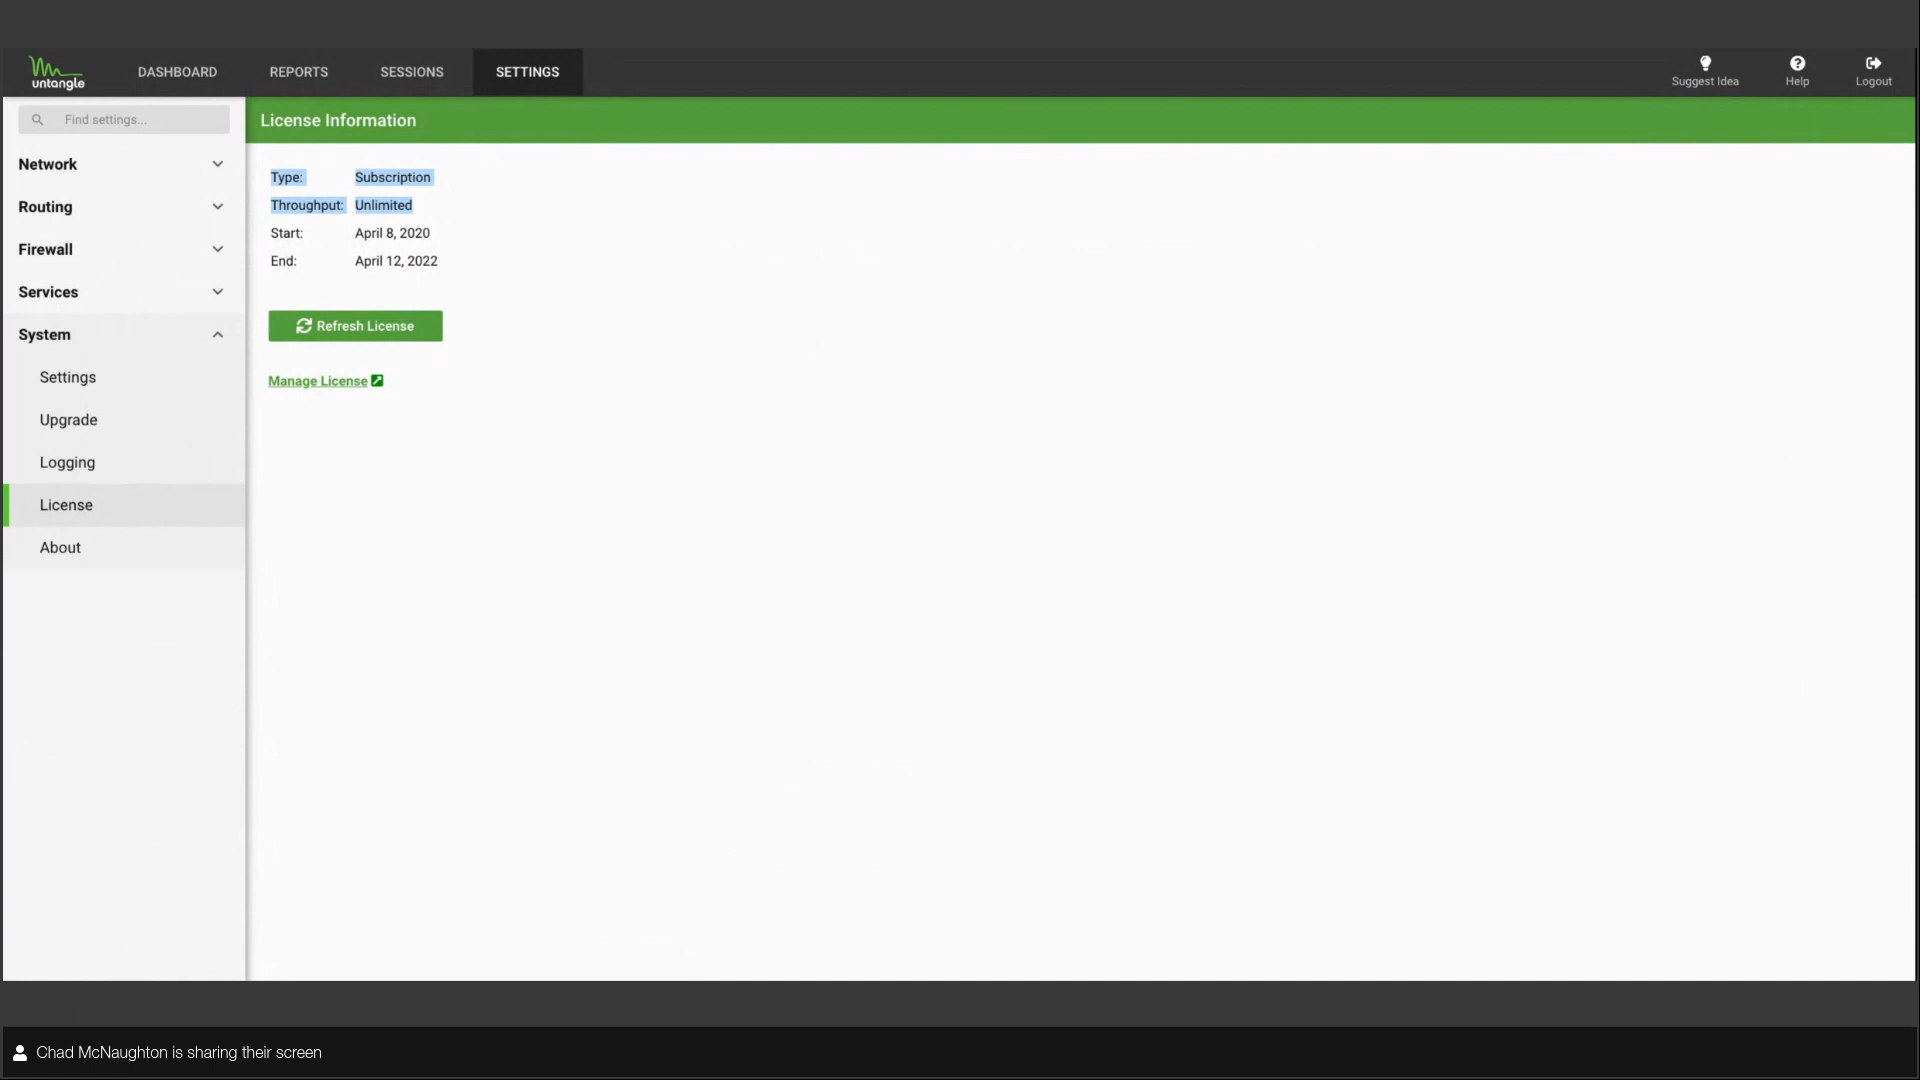 untangle
DASHBOARD
REPORTS
SESSIONS
SETTINGS
Suggest Idea
Help
Logout
Find settings...
Network
Routing
Firewall
Services
System
Settings
Upgrade
Logging
License
About
License Information
Type: Subscription
Throughput: Unlimited
Start: April 8, 2020
End: April 12, 2022
Refresh License
Manage License
Chad McNaughton is sharing their screen